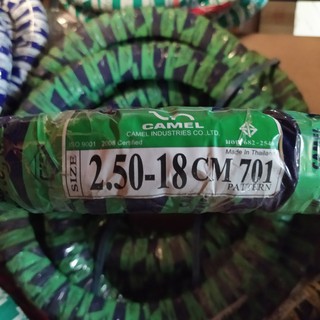 CAMEL
CAMEL INDUSTRIES CO.,LTD.
ISO 9001 : 2008 Certified
Made in Thailand
SIZE
2.50-18 CM 701
PATTERN